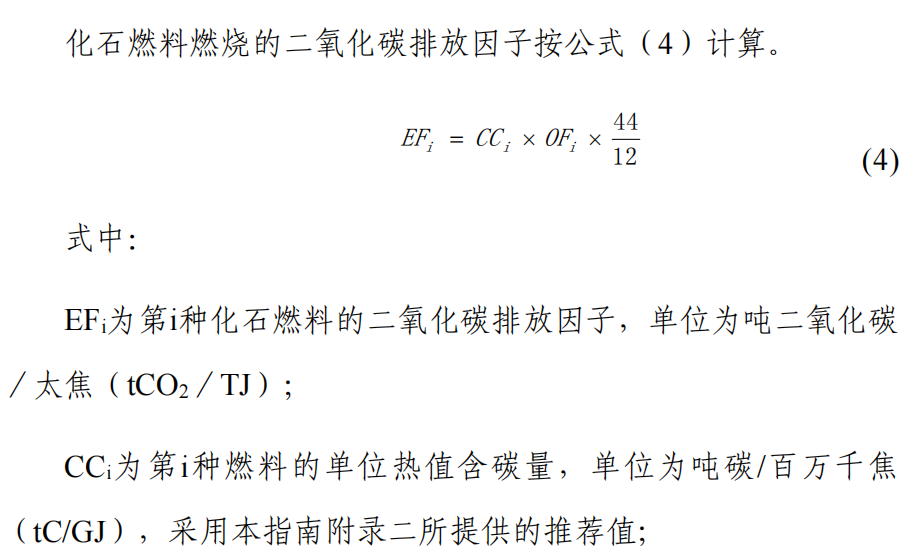 化石燃料燃烧的二氧化碳排放因子按公式（4）计算。
EFi = CCi × OFi × 44/12
(4)
式中：
EFi为第i种化石燃料的二氧化碳排放因子，单位为吨二氧化碳
／太焦（tCO2／TJ）；
CCi为第i种燃料的单位热值含碳量，单位为吨碳/百万千焦
（tC/GJ），采用本指南附录二所提供的推荐值；